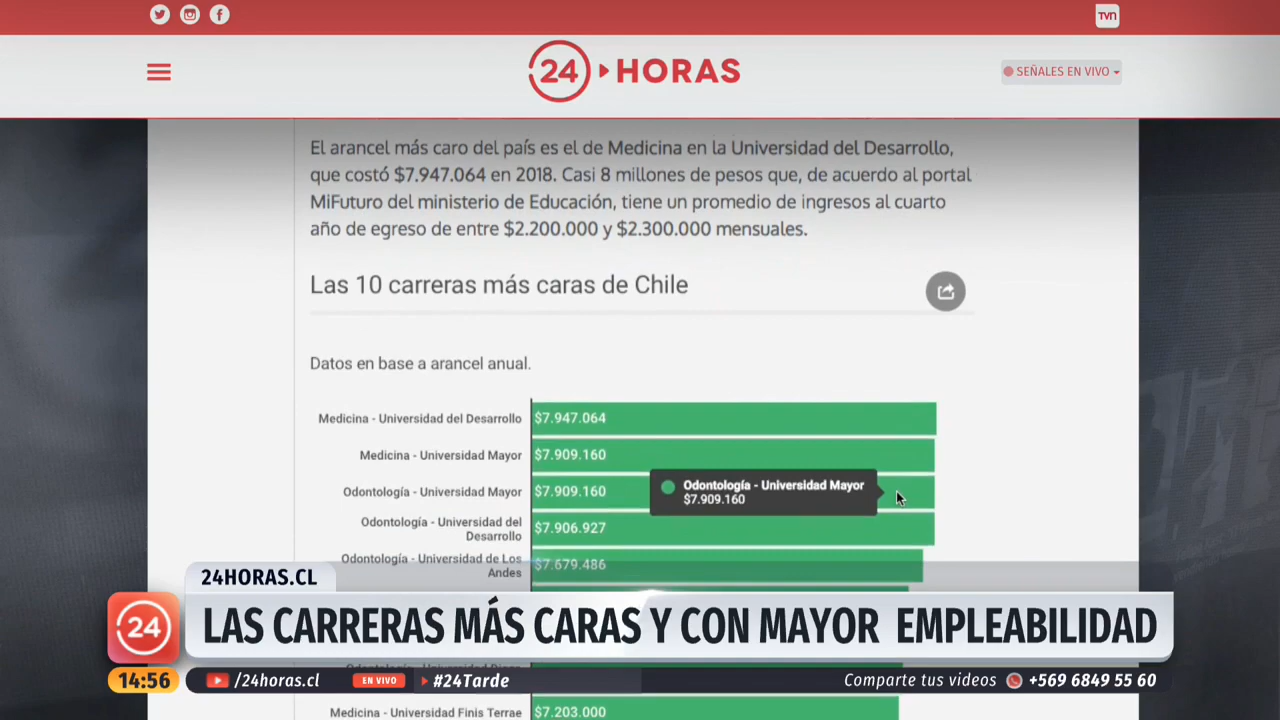 TVN
24 HORAS
SEÑALES EN VIVO
El arancel más caro del país es el de Medicina en la Universidad del Desarrollo,
que costó $7.947.064 en 2018. Casi 8 millones de pesos que, de acuerdo al portal
MiFuturo del ministerio de Educación, tiene un promedio de ingresos al cuarto
año de egreso de entre $2.200.000 y $2.300.000 mensuales.
Las 10 carreras más caras de Chile
Datos en base a arancel anual.
Medicina - Universidad del Desarrollo $7.947.064
Medicina - Universidad Mayor $7.909.160
Odontología - Universidad Mayor $7.909.160
Odontología - Universidad Mayor
$7.909.160
Odontología - Universidad del
Desarrollo $7.906.927
Odontología - Universidad de Los
Andes $7.679.486
24HORAS.CL
24
LAS CARRERAS MÁS CARAS Y CON MAYOR EMPLEABILIDAD
14:56
/24horas.cl
EN VIVO
#24Tarde
Comparte tus videos
+569 6849 55 60
Medicina - Universidad Finis Terrae $7.203.000